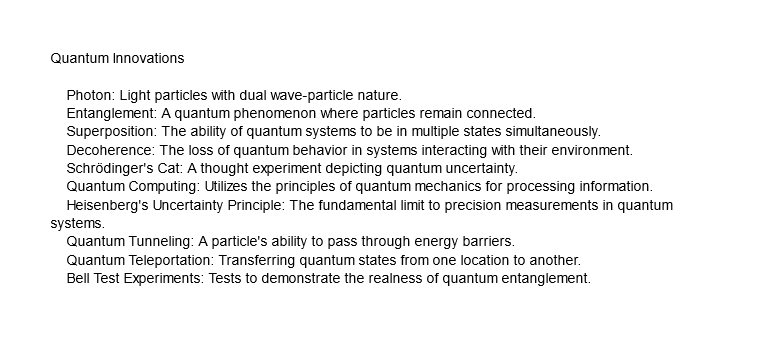 Quantum Innovations
Photon: Light particles with dual wave-particle nature.
Entanglement: A quantum phenomenon where particles remain connected.
Superposition: The ability of quantum systems to be in multiple states simultaneously.
Decoherence: The loss of quantum behavior in systems interacting with their environment.
Schrödinger's Cat: A thought experiment depicting quantum uncertainty.
Quantum Computing: Utilizes the principles of quantum mechanics for processing information.
Heisenberg's Uncertainty Principle: The fundamental limit to precision measurements in quantum
systems.
Quantum Tunneling: A particle's ability to pass through energy barriers.
Quantum Teleportation: Transferring quantum states from one location to another.
Bell Test Experiments: Tests to demonstrate the realness of quantum entanglement.